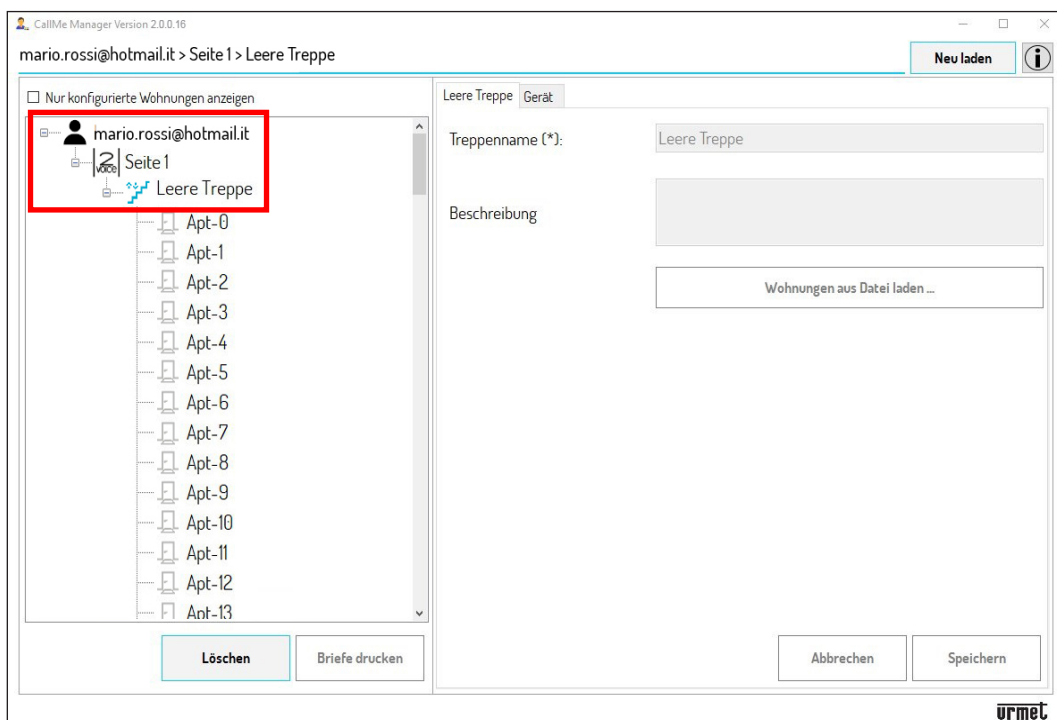 CallMe Manager Version 2.0.0.16
mario.rossi@hotmail.it > Seite 1 > Leere Treppe
Neu laden
Nur konfigurierte Wohnungen anzeigen
mario.rossi@hotmail.it
2 VOICE Seite 1
Leere Treppe
Apt-0
Apt-1
Apt-2
Apt-3
Apt-4
Apt-5
Apt-6
Apt-7
Apt-8
Apt-9
Apt-10
Apt-11
Apt-12
Apt-13
Löschen
Briefe drucken
Leere Treppe Gerät
Treppenname (*): Leere Treppe
Beschreibung
Wohnungen aus Datei laden ...
Abbrechen
Speichern
urmet